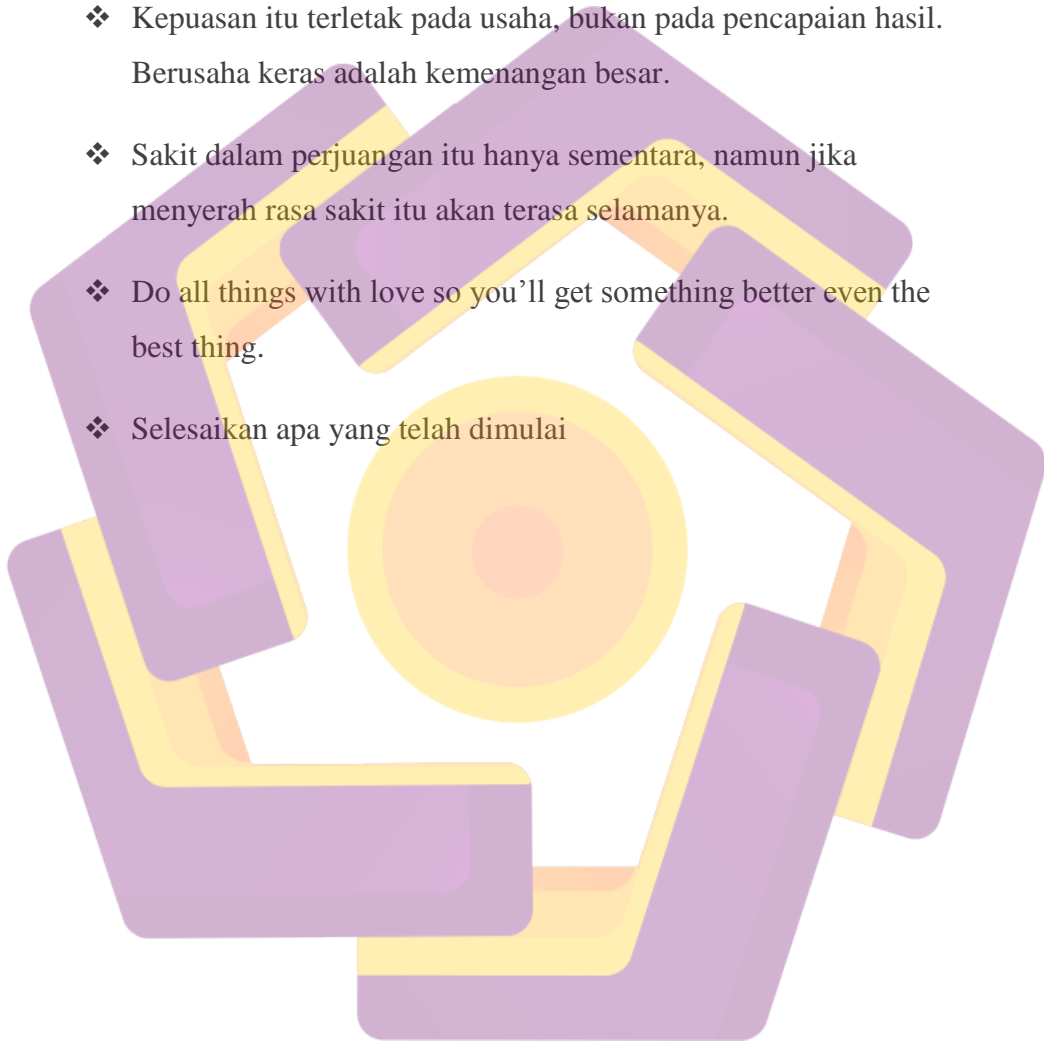 ❖ Kepuasan itu terletak pada usaha, bukan pada pencapaian hasil.
Berusaha keras adalah kemenangan besar.
❖ Sakit dalam perjuangan itu hanya sementara, namun jika
menyerah rasa sakit itu akan terasa selamanya.
❖ Do all things with love so you’ll get something better even the
best thing.
❖ Selesaikan apa yang telah dimulai